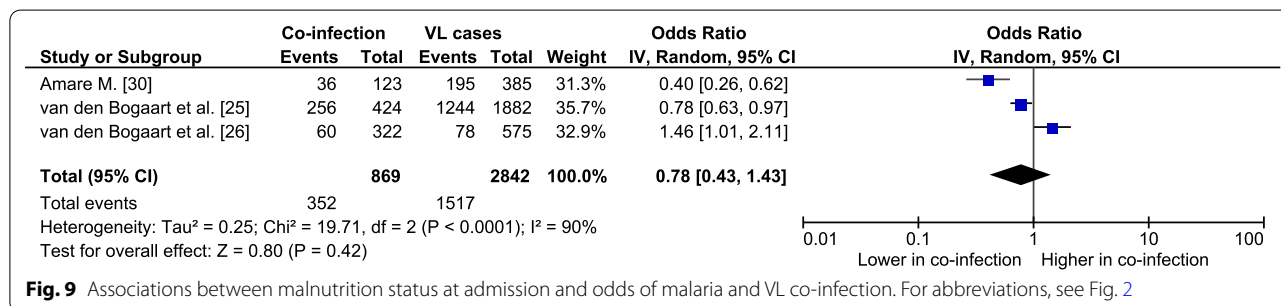 Co-infection VL cases Odds Ratio Odds Ratio
Study or Subgroup Events Total Events Total Weight IV, Random, 95% CI IV, Random, 95% CI
Amare M. [30] 36 123 195 385 31.3% 0.40 [0.26, 0.62]
van den Bogaart et al. [25] 256 424 1244 1882 35.7% 0.78 [0.63, 0.97]
van den Bogaart et al. [26] 60 322 78 575 32.9% 1.46 [1.01, 2.11]
Total (95% CI) 869 2842 100.0% 0.78 [0.43, 1.43]
Total events 352 1517
Heterogeneity: Tau² = 0.25; Chi² = 19.71, df = 2 (P < 0.0001); I² = 90%
Test for overall effect: Z = 0.80 (P = 0.42)
0.01 0.1 1 10 100
Lower in co-infection Higher in co-infection
Fig. 9 Associations between malnutrition status at admission and odds of malaria and VL co-infection. For abbreviations, see Fig. 2